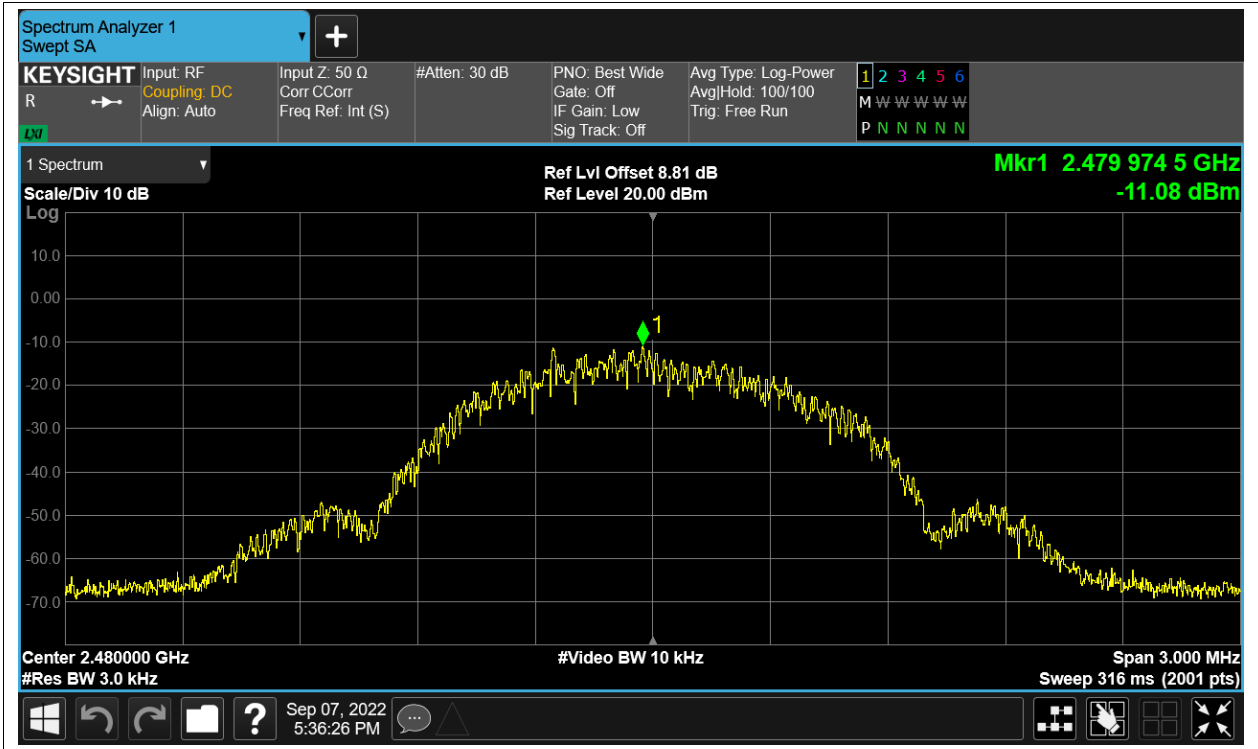 Spectrum Analyzer 1
Swept SA
KEYSIGHT
R
LXI
Input: RF
Coupling: DC
Align: Auto
Input Z: 50 Ω
Corr CCorr
Freq Ref: Int (S)
#Atten: 30 dB
PNO: Best Wide
Gate: Off
IF Gain: Low
Sig Track: Off
Avg Type: Log-Power
Avg|Hold: 100/100
Trig: Free Run
1 2 3 4 5 6
M W W W W W
P N N N N N
1 Spectrum
Scale/Div 10 dB
Log
Ref Lvl Offset 8.81 dB
Ref Level 20.00 dBm
Mkr1 2.479 974 5 GHz
-11.08 dBm
10.0
0.00
-10.0
-20.0
-30.0
-40.0
-50.0
-60.0
-70.0
1
Center 2.480000 GHz
#Res BW 3.0 kHz
#Video BW 10 kHz
Span 3.000 MHz
Sweep 316 ms (2001 pts)
?
Sep 07, 2022
5:36:26 PM